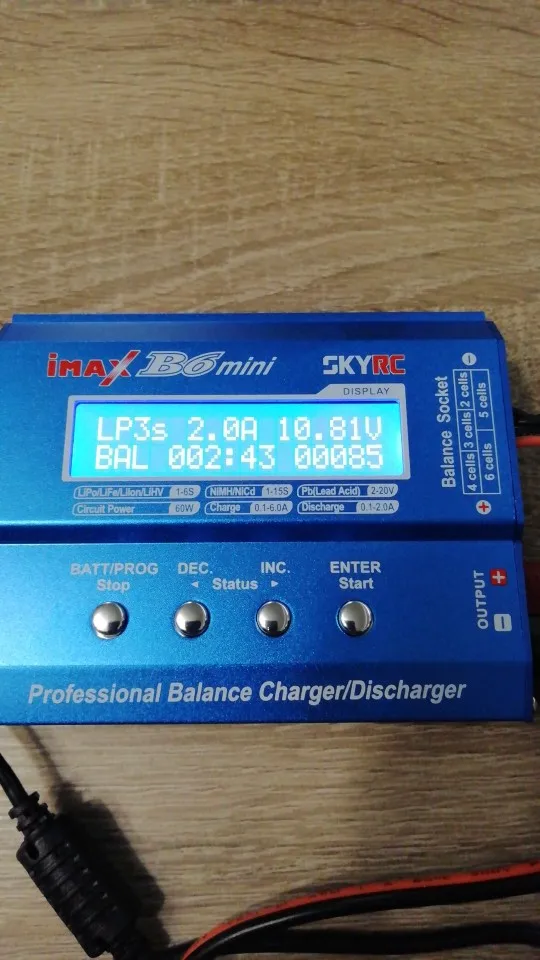 iMAX B6 mini
SKYRC
DISPLAY
LP3s 2.0A 10.81V
BAL 002:43 00085
LiPo/LiFe/LiIon/LiHV 1-6S NiMH/NiCd 1-15S Pb(Lead Acid) 2-20V
Circuit Power 60W Charge 0.1-6.0A Discharge 0.1-2.0A
Balance Socket
4 cells 3 cells 2 cells
6 cells 5 cells
BATT/PROG DEC. INC. ENTER
Stop ◄ Status ► Start
OUTPUT
Professional Balance Charger/Discharger